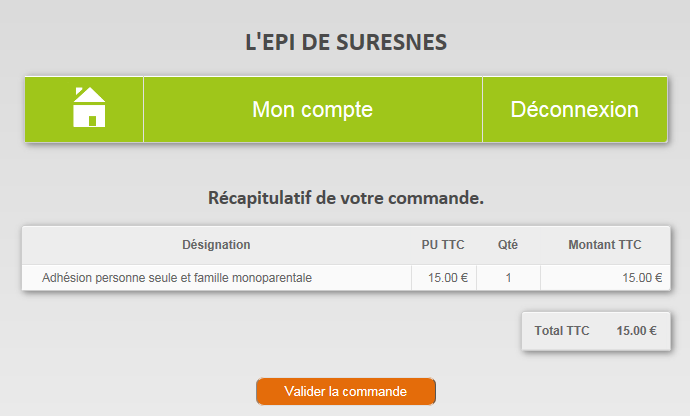 L'EPI DE SURESNES
Mon compte Déconnexion
Récapitulatif de votre commande.
Désignation PU TTC Qté Montant TTC
Adhésion personne seule et famille monoparentale 15.00 € 1 15.00 €
Total TTC 15.00 €
Valider la commande